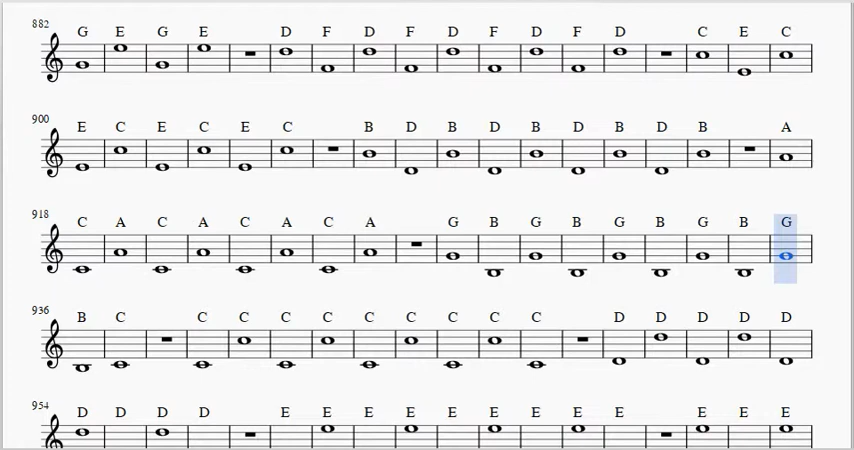 882 G E G E D F D F D F D F D C E C
900 E C E C E C B D B D B D B D B A
918 C A C A C A C A G B G B G B G B G
936 B C C C C C C C C C C D D D D D
954 D D D D E E E E E E E E E E E E